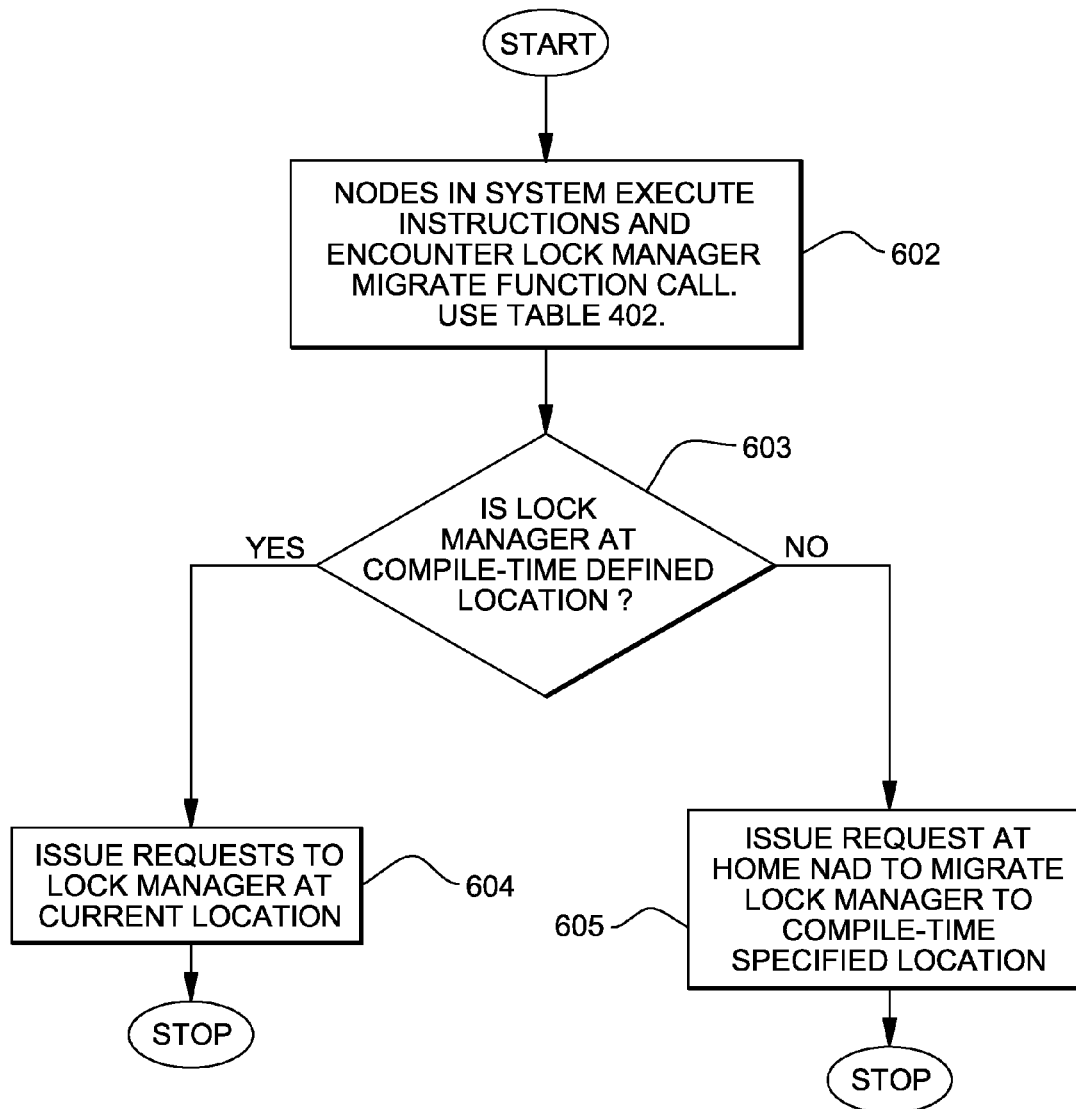 START
NODES IN SYSTEM EXECUTE
INSTRUCTIONS AND
ENCOUNTER LOCK MANAGER
MIGRATE FUNCTION CALL.
USE TABLE 402.
602
603
IS LOCK
MANAGER AT
COMPILE-TIME DEFINED
LOCATION ?
YES
NO
ISSUE REQUESTS TO
LOCK MANAGER AT
CURRENT LOCATION
604
STOP
ISSUE REQUEST AT
HOME NAD TO MIGRATE
LOCK MANAGER TO
COMPILE-TIME
SPECIFIED LOCATION
605
STOP